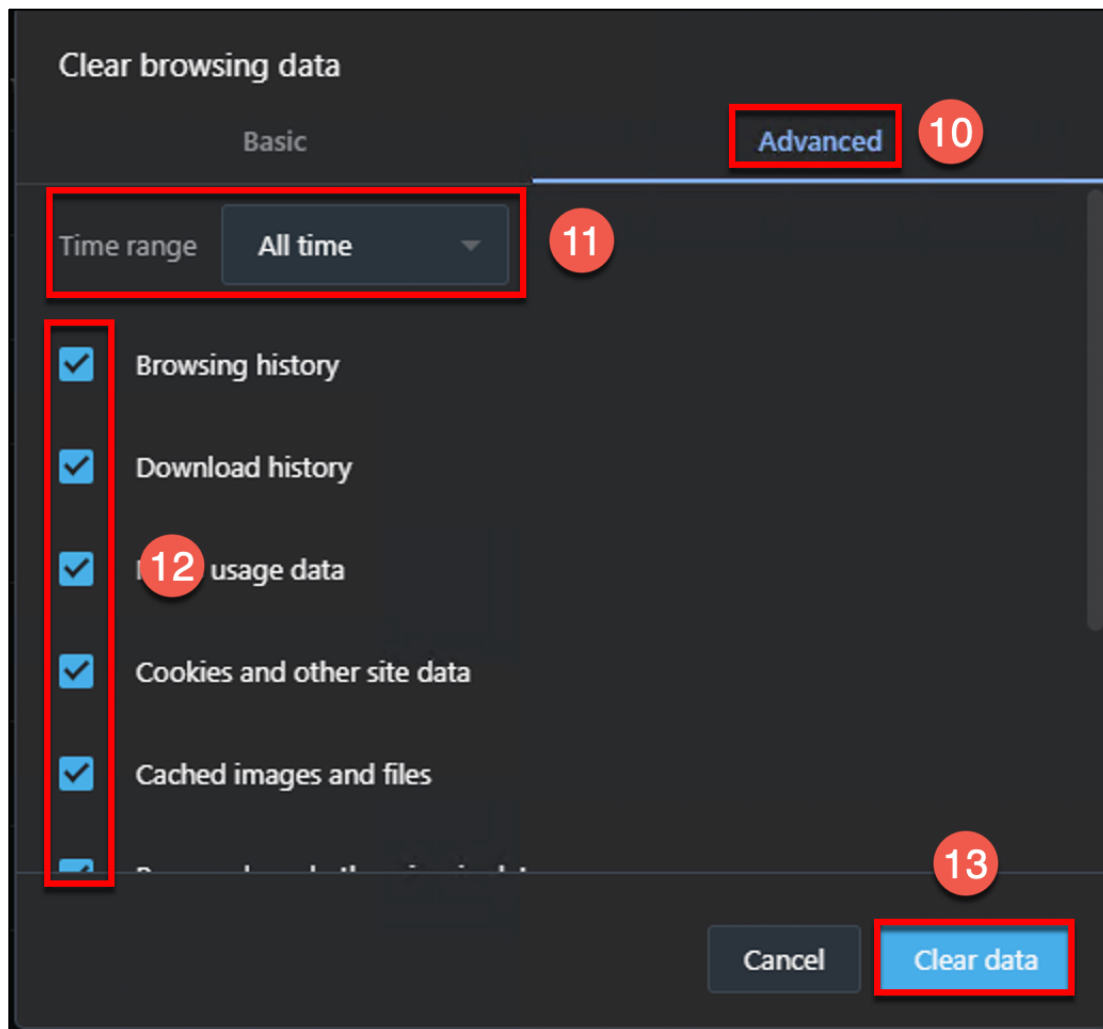 Clear browsing data
Basic
Advanced
10
Time range
All time
11
Browsing history
Download history
12
usage data
Cookies and other site data
Cached images and files
13
Cancel
Clear data